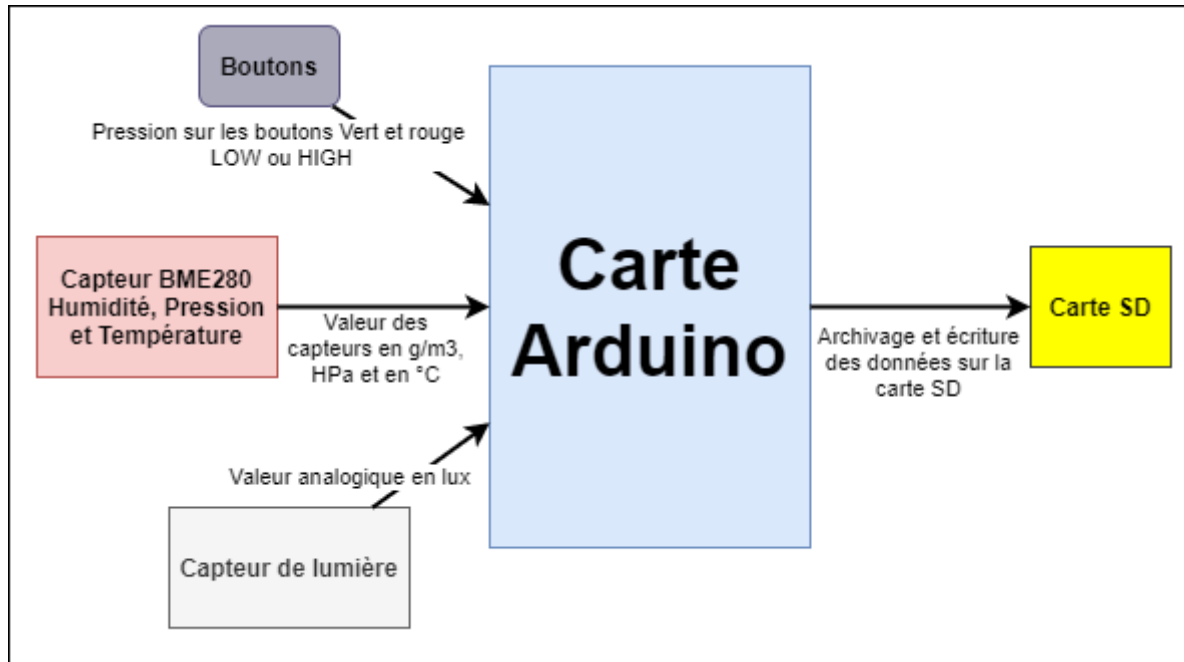 Boutons
Pression sur les boutons Vert et rouge
LOW ou HIGH
Capteur BME280
Humidité, Pression
et Température
Valeur des
capteurs en g/m3,
HPa et en °C
Valeur analogique en lux
Capteur de lumière
Carte
Arduino
Archivage et écriture
des données sur la
carte SD
Carte SD